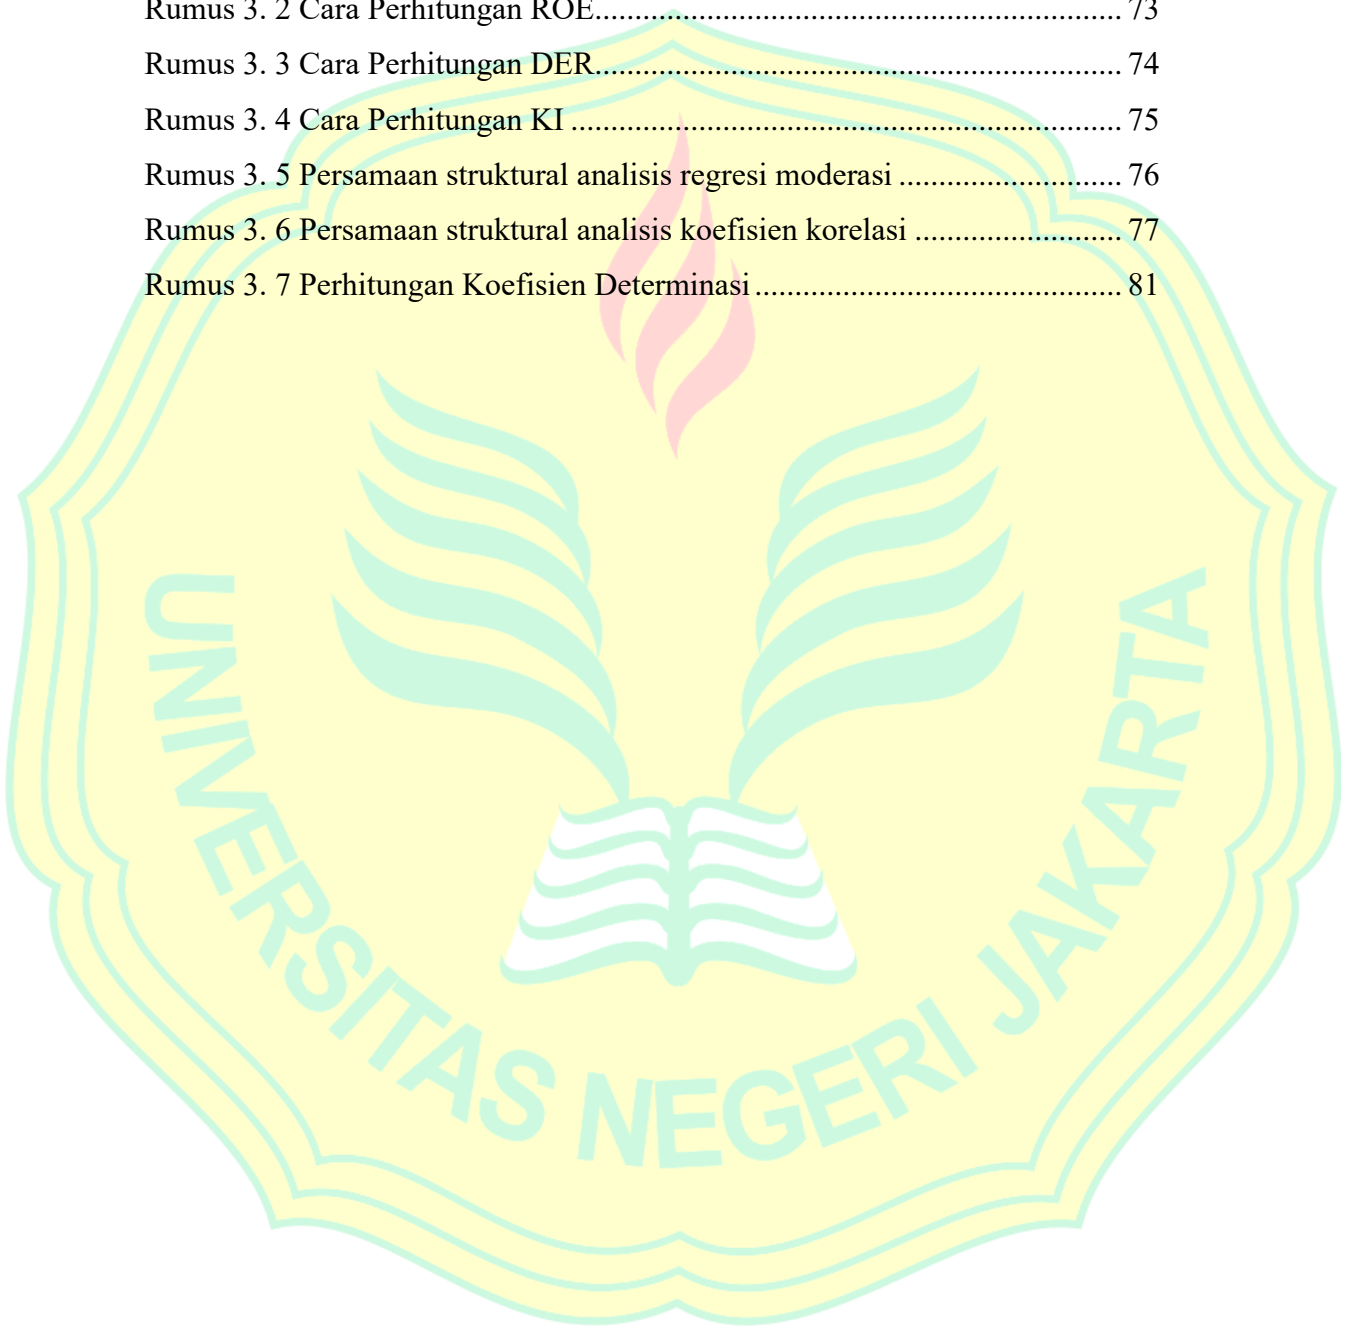 Rumus 3. 2 Cara Perhitungan ROE.................................................................. 73
Rumus 3. 3 Cara Perhitungan DER.................................................................. 74
Rumus 3. 4 Cara Perhitungan KI ..................................................................... 75
Rumus 3. 5 Persamaan struktural analisis regresi moderasi ............................ 76
Rumus 3. 6 Persamaan struktural analisis koefisien korelasi .......................... 77
Rumus 3. 7 Perhitungan Koefisien Determinasi .............................................. 81
UNIVERSITAS NEGERI JAKARTA